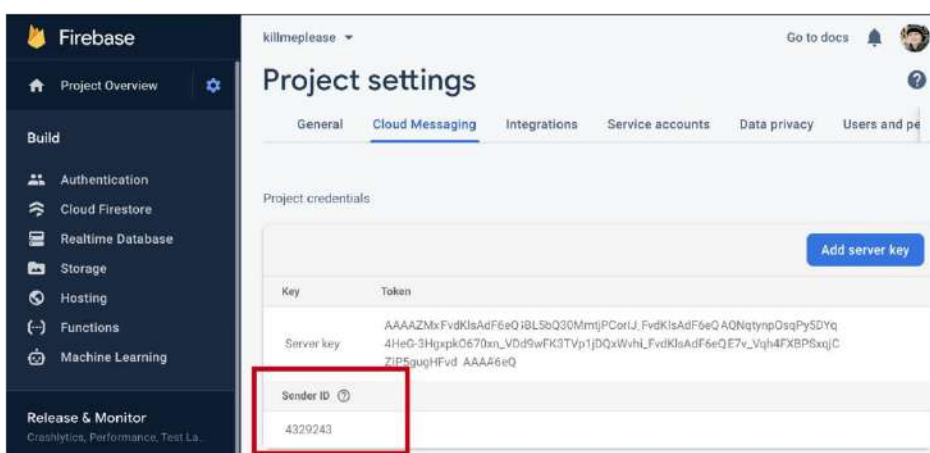 Firebase
killmeplease
Go to docs
Project Overview
Project settings
General Cloud Messaging Integrations Service accounts Data privacy Users and pe
Build
Authentication
Cloud Firestore
Realtime Database
Storage
Hosting
Functions
Machine Learning
Project credentials
Add server key
Key Token
Server key
Sender ID
4329243
Release & Monitor
Crashlytics, Performance, Test La..